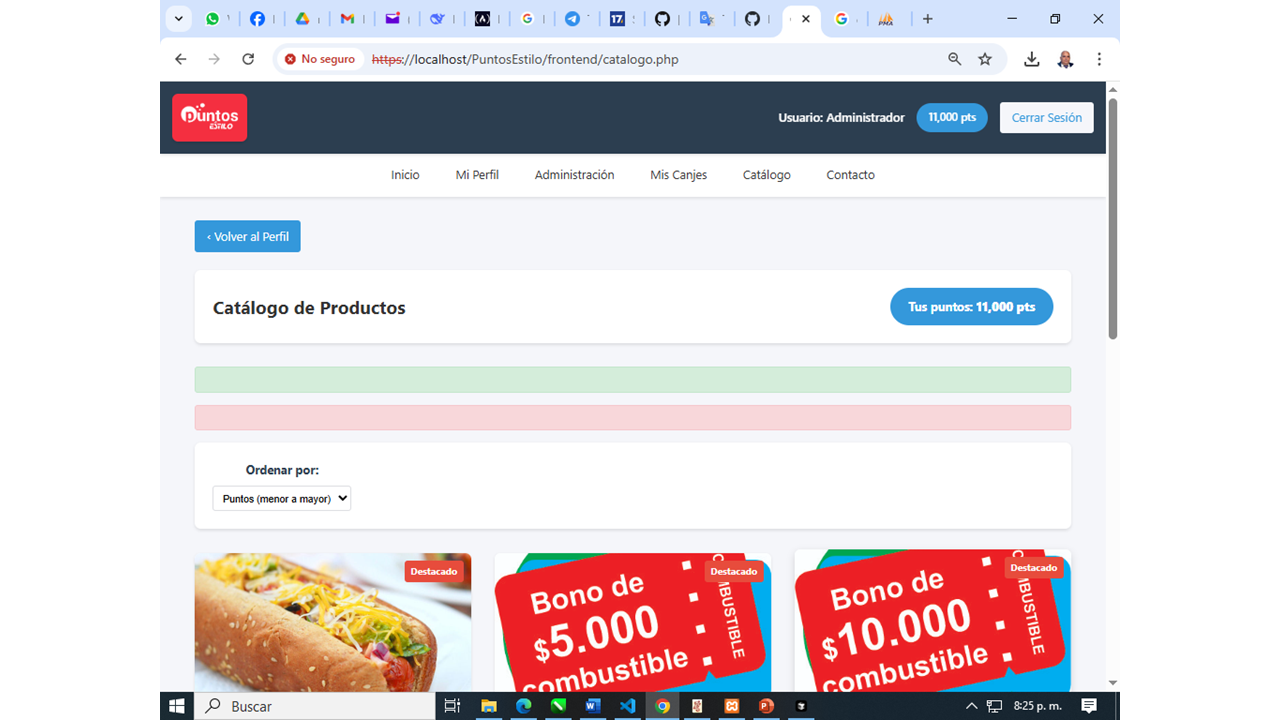 No seguro
https://localhost/PuntosEstilo/frontend/catalogo.php
puntos
ESTILO
Usuario: Administrador
11,000 pts
Cerrar Sesión
Inicio
Mi Perfil
Administración
Mis Canjes
Catálogo
Contacto
‹ Volver al Perfil
Catálogo de Productos
Tus puntos: 11,000 pts
Ordenar por:
Puntos (menor a mayor)
Destacado
Destacado
Bono de
$5.000
combustible
Destacado
Bono de
$10.000
combustible
Buscar
8:25 p. m.